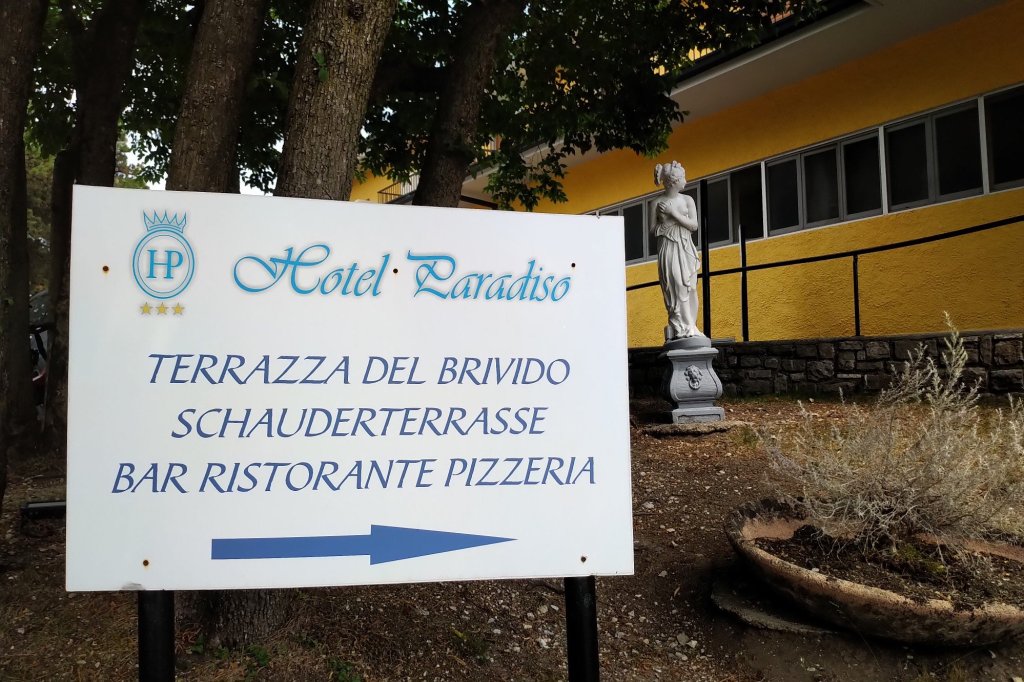 HP
Hotel Paradiso
TERRAZZA DEL BRIVIDO
SCHAUDERTERRASSE
BAR RISTORANTE PIZZERIA